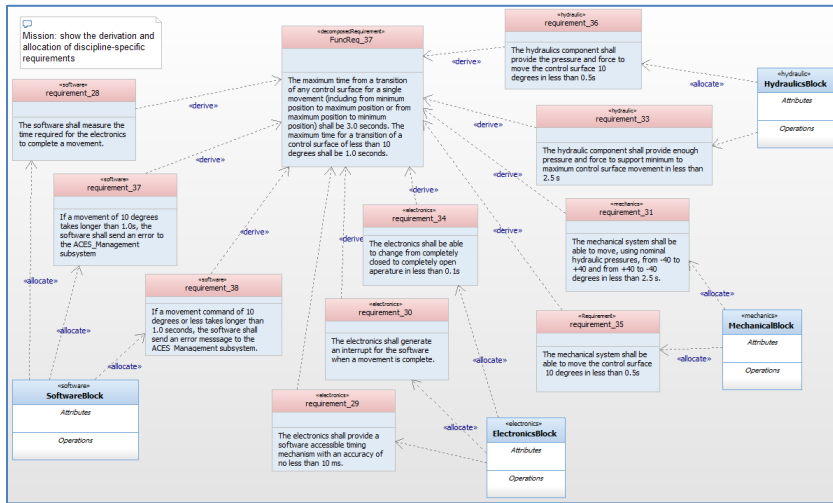 Mission: show the derivation and
allocation of discipline-specific
requirements
«decomposedRequirement»
FuncReq_37
The maximum time from a transition
of any control surface for a single
movement (including from minimum
position to maximum position or from
maximum position to minimum
position) shall be 3.0 seconds. The
maximum time for a transition of a
control surface of less than 10
degrees shall be 1.0 seconds.
«hydraulic»
requirement_36
The hydraulics component shall
provide the pressure and force to
move the control surface 10
degrees in less than 0.5s
«derive»
«allocate»
«hydraulic»
HydraulicsBlock
Attributes
Operations
«software»
requirement_28
The software shall measure the
time required for the electronics
to complete a movement.
«derive»
«hydraulic»
requirement_33
The hydraulic component shall provide enough
pressure and force to support minimum to
maximum control surface movement in less than
2.5 s
«derive»
«software»
requirement_37
If a movement of 10 degrees
takes longer than 1.0s, the
software shall send an error to
the ACES_Management
subsystem
«derive»
«derive»
«mechanics»
requirement_31
The mechanical system shall be
able to move, using nominal
hydraulic pressures, from -40 to
+40 and from +40 to -40
degrees in less than 2.5 s.
«electronics»
requirement_34
The electronics shall be able
to change from completely
closed to completely open
aperature in less than 0.1s
«derive»
«derive»
«derive»
«derive»
«software»
requirement_38
If a movement command of 10
degrees or less takes longer than
1.0 seconds, the software shall
send an error messsage to the
ACES_Management subsystem.
«allocate»
«allocate»
«allocate»
«electronics»
requirement_30
The electronics shall generate
an interrupt for the software
when a movement is complete.
«derive»
«allocate»
«Requirement»
requirement_35
The mechanical system shall be
able to move the control surface
10 degrees in less than 0.5s
«allocate»
«allocate»
«mechanics»
MechanicalBlock
Attributes
Operations
«software»
SoftwareBlock
Attributes
Operations
«electronics»
requirement_29
The electronics shall provide a
software accessible timing
mechanism with an accuracy of
no less than 10 ms.
«allocate»
«electronics»
ElectronicsBlock
Attributes
Operations